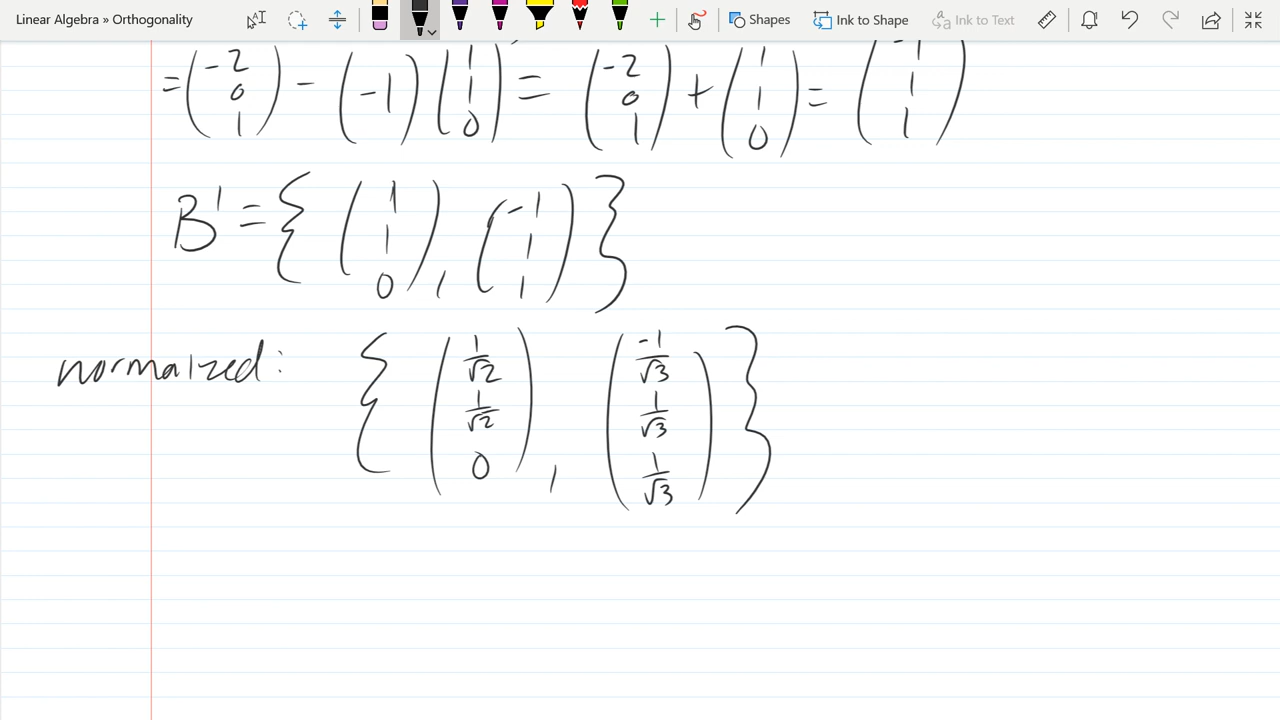 Linear Algebra » Orthogonality
Shapes
Ink to Shape
Ink to Text
= (-2 0 1) - (-1) (1 1 0) = (-2 0 1) + (1 1 0) = (-1 1 1)
B' = { (1 1 0), (-1 1 1) }
normaized: { (1/√2 1/√2 0), (-1/√3 1/√3 1/√3) }